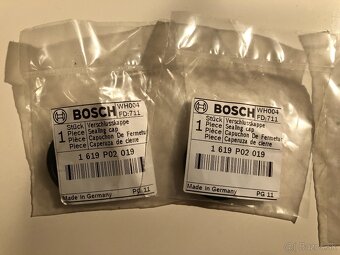 BOSCH
WH004
FD:711
1
Stück Verschlusskappe
Piece Sealing cap
Pièce Capuchon De Fermetur
Pieza Caperuza de cierre
1 619 P02 019
Made in Germany
PG 11
BOSCH
WH004
FD:711
1
Stück Verschlusskappe
Piece Sealing cap
Pièce Capuchon De Fermetur
Pieza Caperuza de cierre
1 619 P02 019
Made in Germany
PG 11